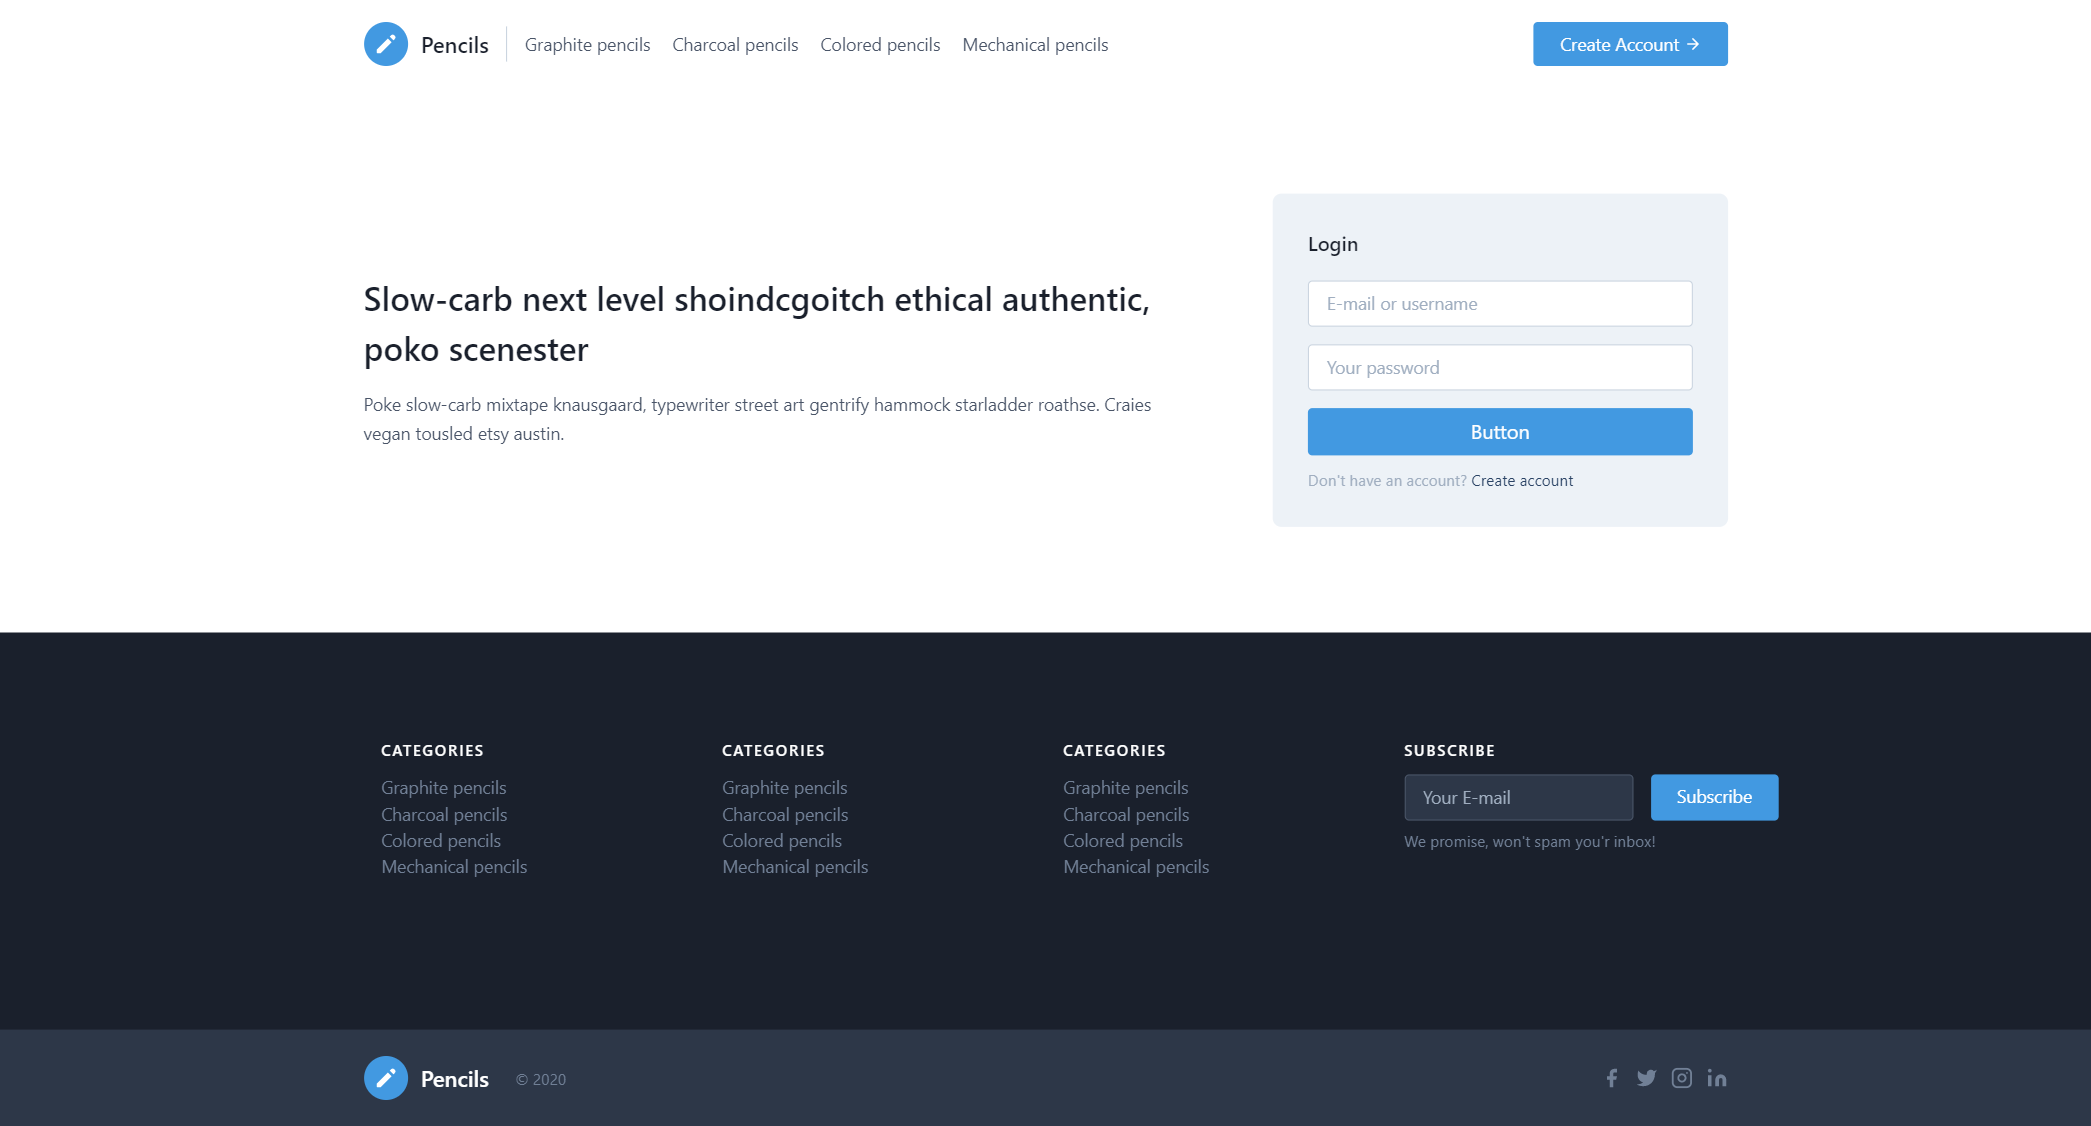 Pencils
Graphite pencils
Charcoal pencils
Colored pencils
Mechanical pencils
Create Account
Slow-carb next level shoindcgoitch ethical authentic,
poko scenester
Poke slow-carb mixtape knausgaard, typewriter street art gentrify hammock starladder roathse. Craies
vegan tousled etsy austin.
Login
E-mail or username
Your password
Button
Don't have an account? Create account
CATEGORIES
Graphite pencils
Charcoal pencils
Colored pencils
Mechanical pencils
CATEGORIES
Graphite pencils
Charcoal pencils
Colored pencils
Mechanical pencils
CATEGORIES
Graphite pencils
Charcoal pencils
Colored pencils
Mechanical pencils
SUBSCRIBE
Your E-mail
Subscribe
We promise, won't spam you'r inbox!
Pencils
© 2020